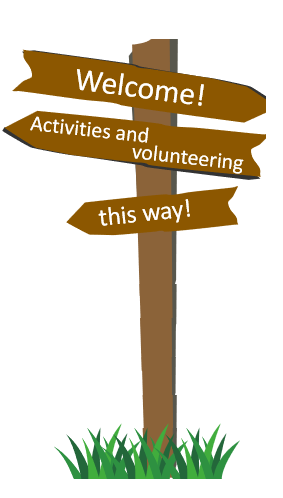 Welcome!
Activities and
volunteering
this way!